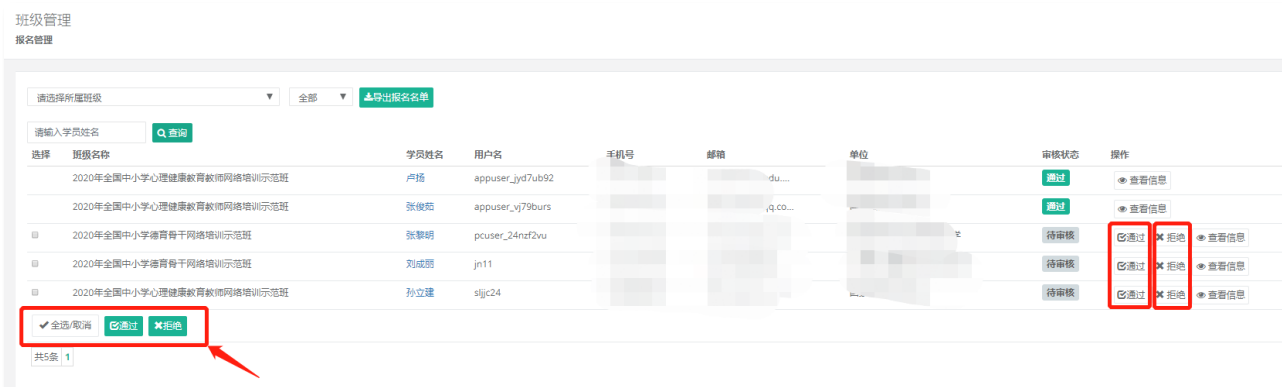 班级管理
报名管理
请选择所属班级 全部 导出报名名单
请输入学员姓名 查询
选择 班级名称 学员姓名 用户名 手机号 邮箱 单位 审核状态 操作
2020年全国中小学心理健康教育教师网络培训示范班 卢扬 appuser_jyd7ub92 du.... 通过 查看信息
2020年全国中小学心理健康教育教师网络培训示范班 张俊茹 appuser_vj79burs q.co... 通过 查看信息
2020年全国中小学德育骨干网络培训示范班 张黎明 pcuser_24nzf2vu 学 待审核 通过 拒绝 查看信息
2020年全国中小学德育骨干网络培训示范班 刘成丽 jn11 待审核 通过 拒绝 查看信息
2020年全国中小学心理健康教育教师网络培训示范班 孙立建 sljjc24 待审核 通过 拒绝 查看信息
全选/取消 通过 拒绝
共5条 1